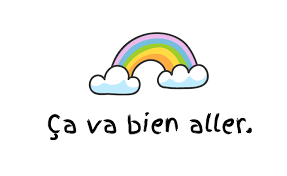 Ça va bien aller.